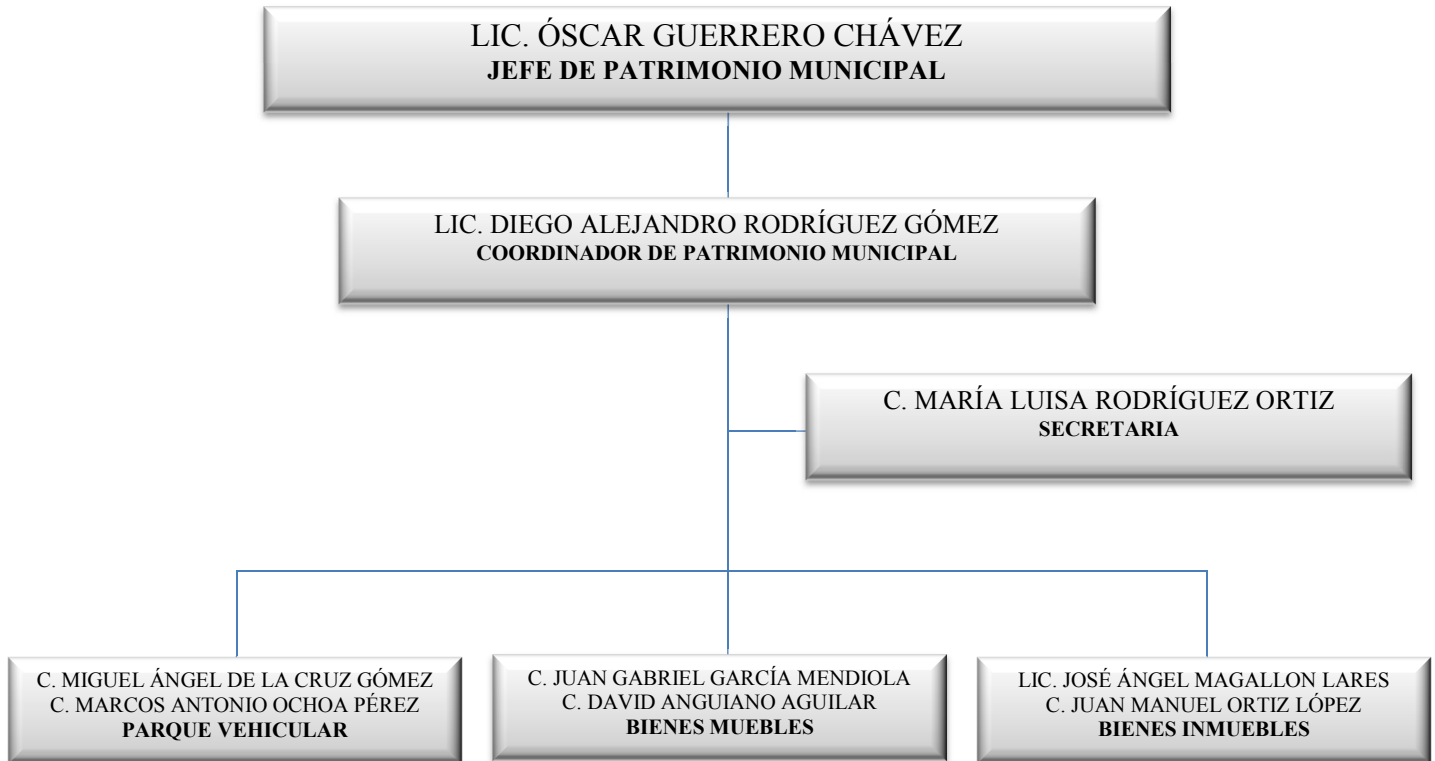 LIC. ÓSCAR GUERRERO CHÁVEZ
JEFE DE PATRIMONIO MUNICIPAL
LIC. DIEGO ALEJANDRO RODRÍGUEZ GÓMEZ
COORDINADOR DE PATRIMONIO MUNICIPAL
C. MARÍA LUISA RODRÍGUEZ ORTIZ
SECRETARIA
C. MIGUEL ÁNGEL DE LA CRUZ GÓMEZ
C. MARCOS ANTONIO OCHOA PÉREZ
PARQUE VEHICULAR
C. JUAN GABRIEL GARCÍA MENDIOLA
C. DAVID ANGUIANO AGUILAR
BIENES MUEBLES
LIC. JOSÉ ÁNGEL MAGALLON LARES
C. JUAN MANUEL ORTIZ LÓPEZ
BIENES INMUEBLES